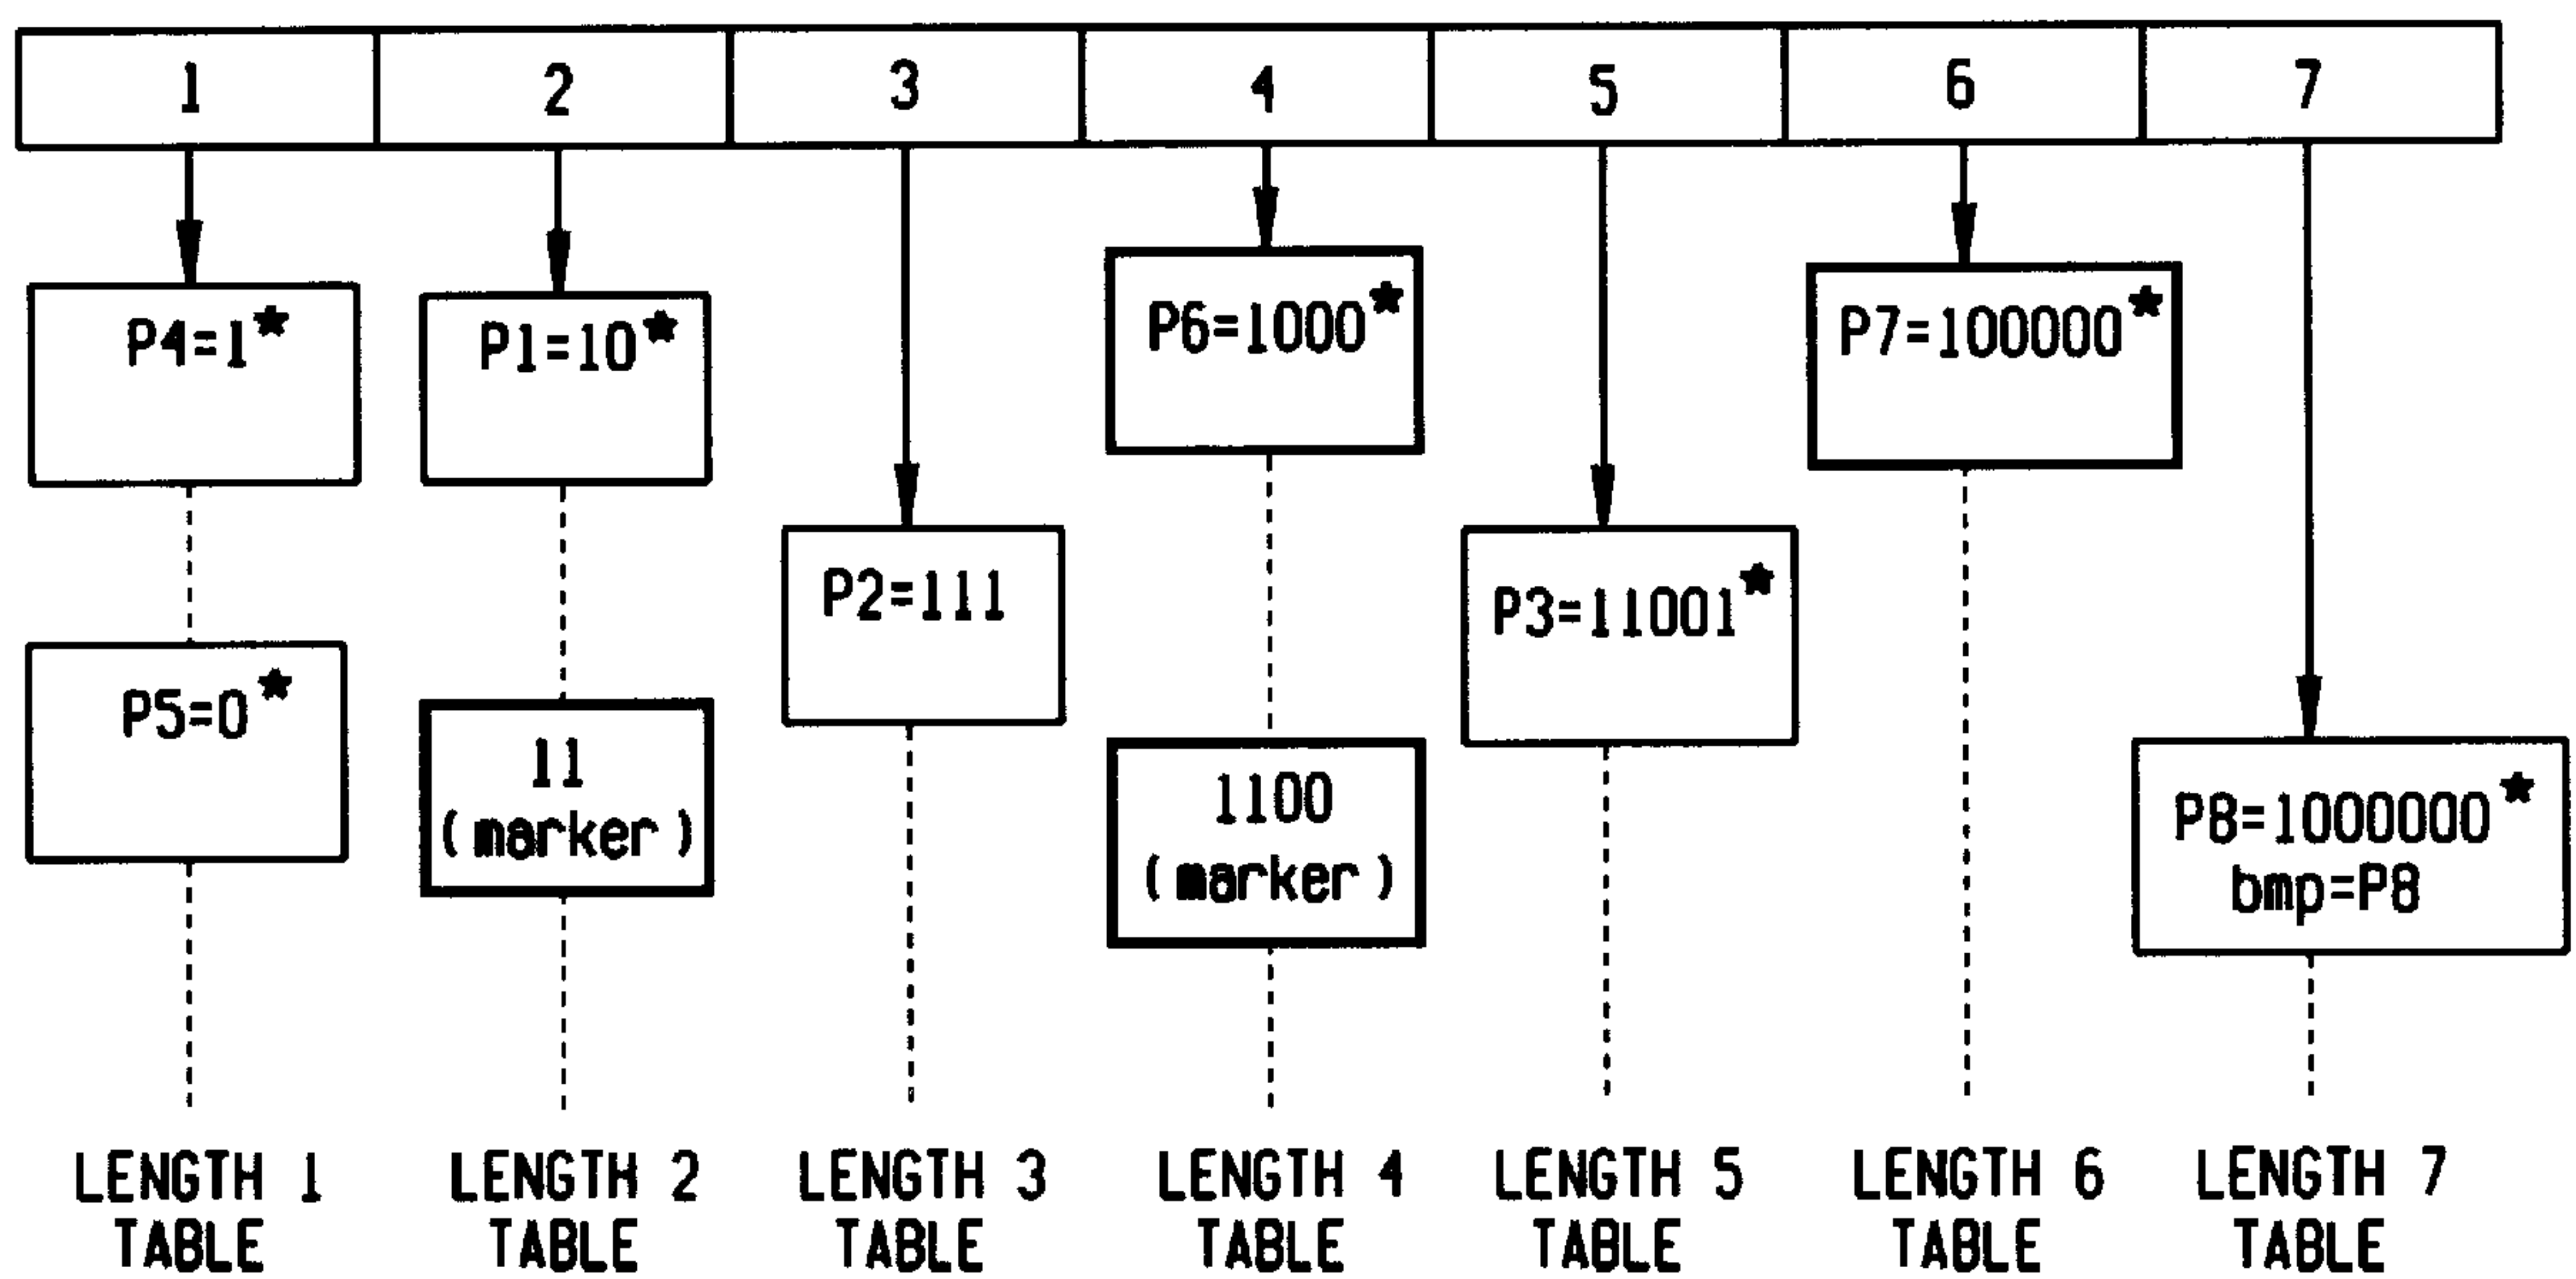 1 2 3 4 5 6 7
P4=1* P1=10* P6=1000* P7=100000*
P2=111 P3=11001*
P5=0*
11
(marker)
1100
(marker)
P8=1000000*
bmp=P8
LENGTH 1
TABLE
LENGTH 2
TABLE
LENGTH 3
TABLE
LENGTH 4
TABLE
LENGTH 5
TABLE
LENGTH 6
TABLE
LENGTH 7
TABLE